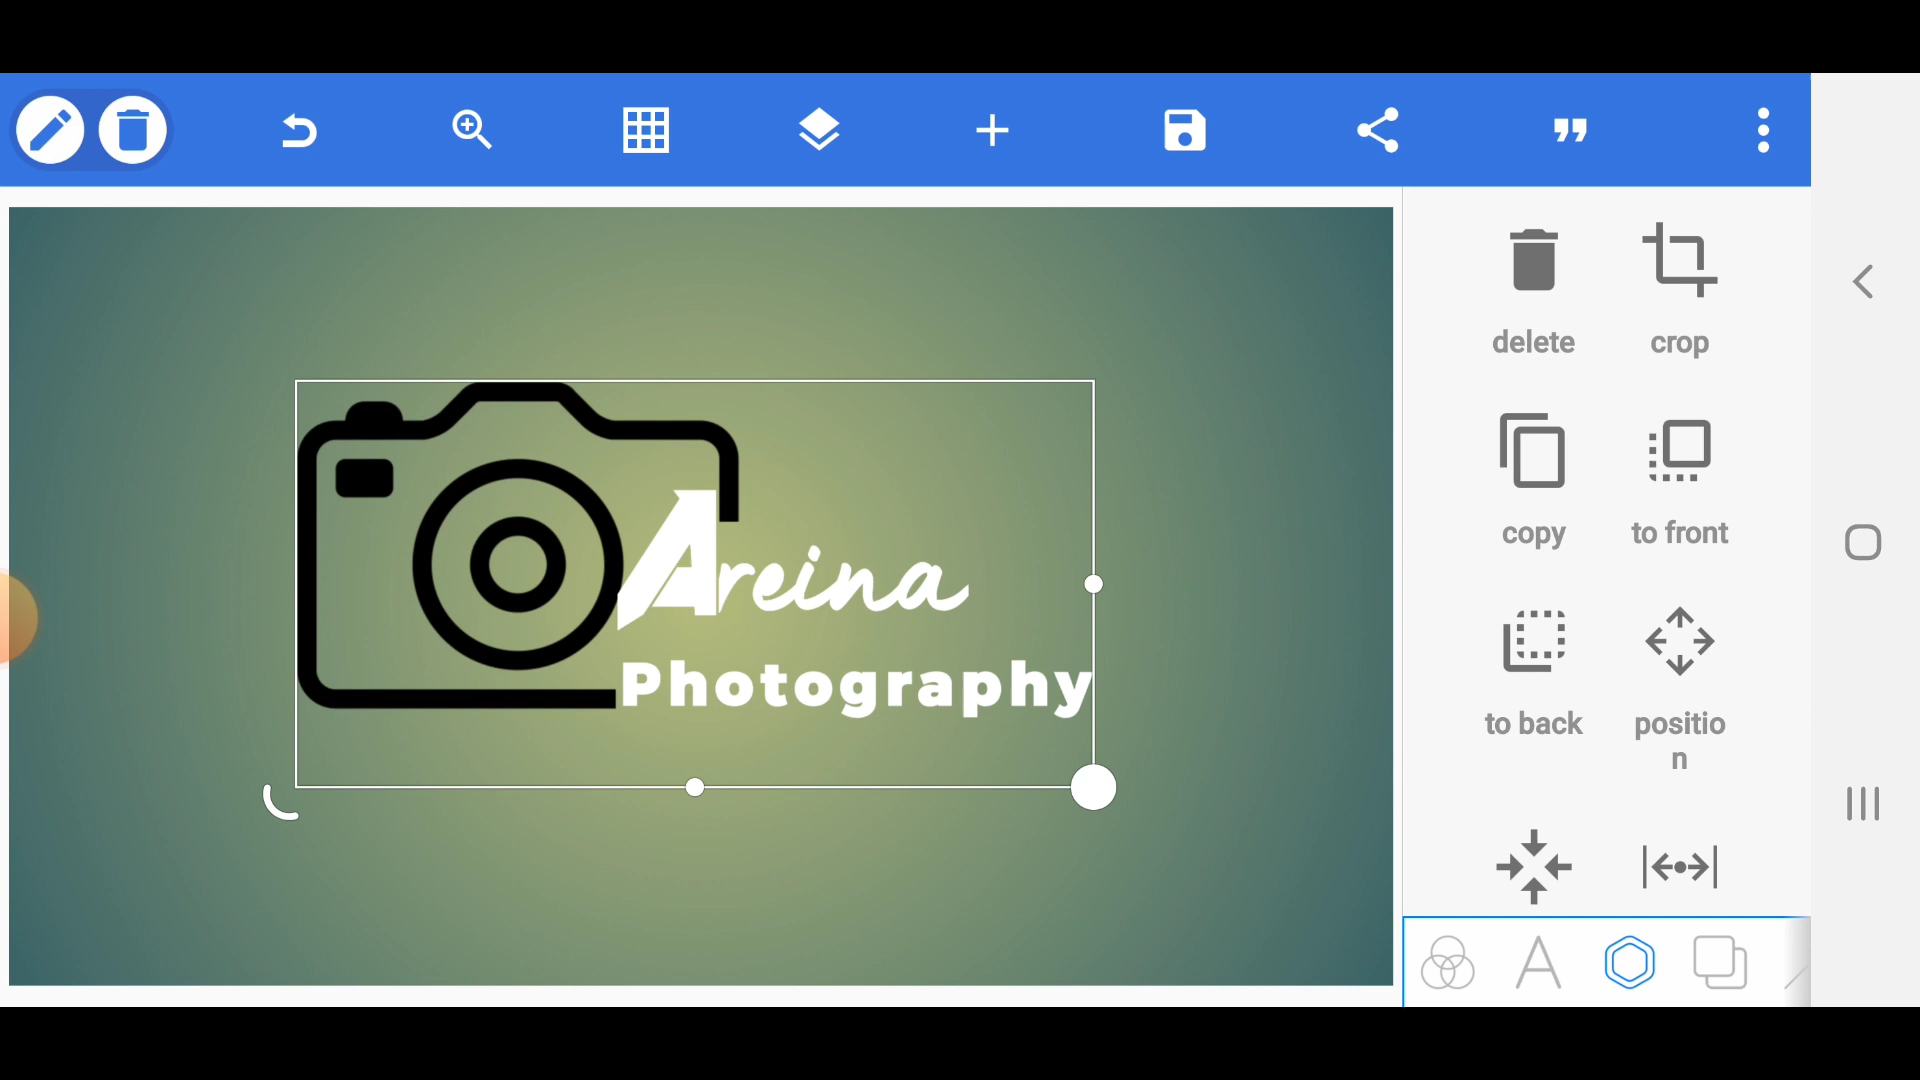 delete
crop
Areina
copy
to front
Photography
to back
positio
n